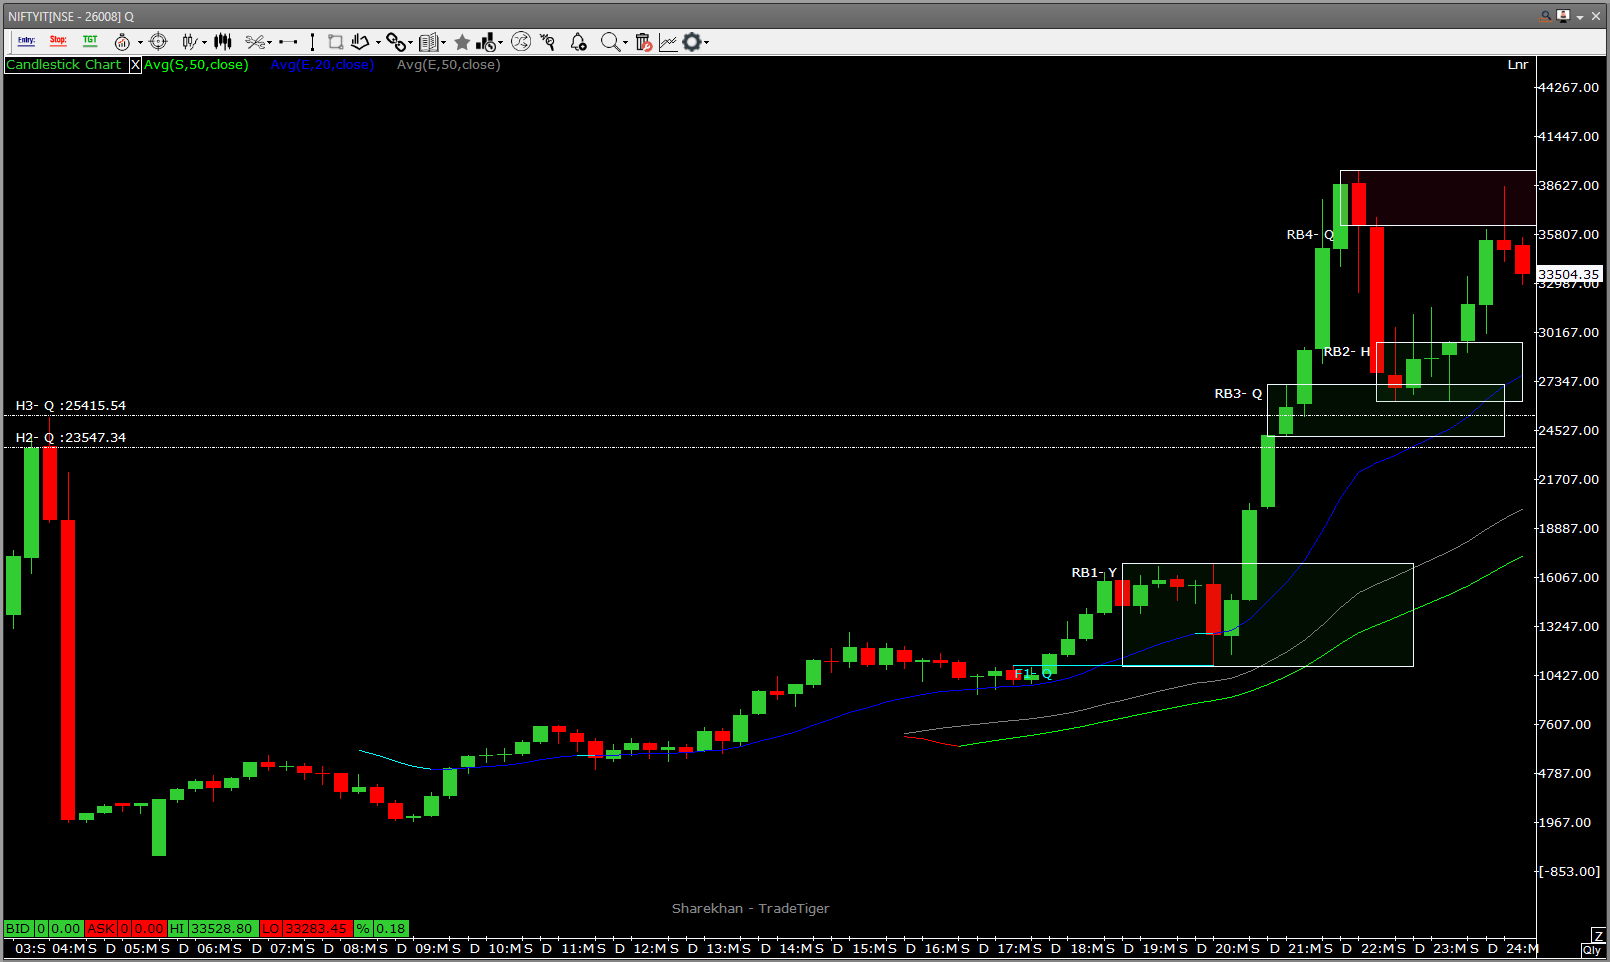 NIFTYIT[NSE - 26008] Q
Entry: Stop: TGT
Candlestick Chart X Avg(S,50,close) Avg(E,20,close) Avg(E,50,close) Lnr
44267.00
41447.00
38627.00
RB4- Q 35807.00
33504.35
32987.00
30167.00
RB2- H
27347.00
RB3- Q
H3- Q :25415.54
24527.00
H2- Q :23547.34
21707.00
18887.00
RB1- Y 16067.00
13247.00
F1- Q 10427.00
7607.00
4787.00
1967.00
[-853.00]
Sharekhan - TradeTiger
BID 0 0.00 ASK 0 0.00 HI 33528.80 LO 33283.45 % 0.18
Z
03:S 04:M S D 05:M S D 06:M S D 07:M S D 08:M S D 09:M S D 10:M S D 11:M S D 12:M S D 13:M S D 14:M S D 15:M S D 16:M S D 17:M S D 18:M S D 19:M S D 20:M S D 21:M S D 22:M S D 23:M S D 24:M Qly